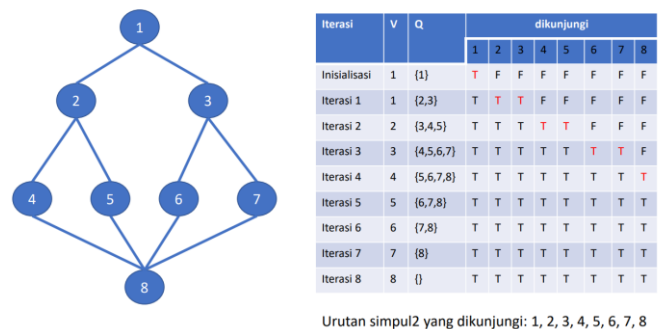 1
2 3
4 5 6 7
8
Iterasi V Q dikunjungi
1 2 3 4 5 6 7 8
Inisialisasi 1 {1} T F F F F F F F
Iterasi 1 1 {2,3} T T T F F F F F
Iterasi 2 2 {3,4,5} T T T T T F F F
Iterasi 3 3 {4,5,6,7} T T T T T T T F
Iterasi 4 4 {5,6,7,8} T T T T T T T T
Iterasi 5 5 {6,7,8} T T T T T T T T
Iterasi 6 6 {7,8} T T T T T T T T
Iterasi 7 7 {8} T T T T T T T T
Iterasi 8 8 {} T T T T T T T T
Urutan simpul2 yang dikunjungi: 1, 2, 3, 4, 5, 6, 7, 8